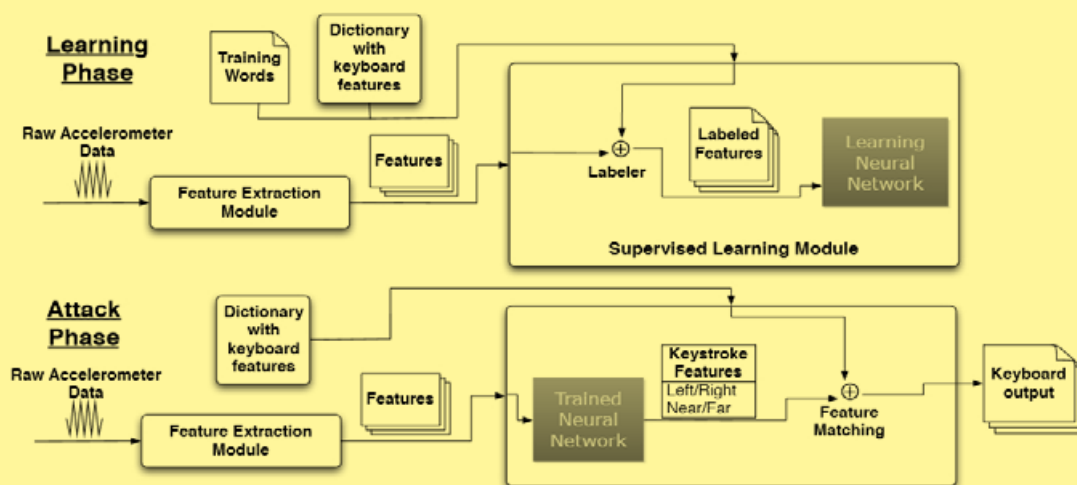 Learning
Phase
Training
Words
Dictionary
with
keyboard
features
Raw Accelerometer
Data
Feature Extraction
Module
Features
Labeler
Labeled
Features
Learning
Neural
Network
Supervised Learning Module
Attack
Phase
Dictionary
with
keyboard
features
Raw Accelerometer
Data
Feature Extraction
Module
Features
Trained
Neural
Network
Keystroke
Features
Left/Right
Near/Far
Feature
Matching
Keyboard
output